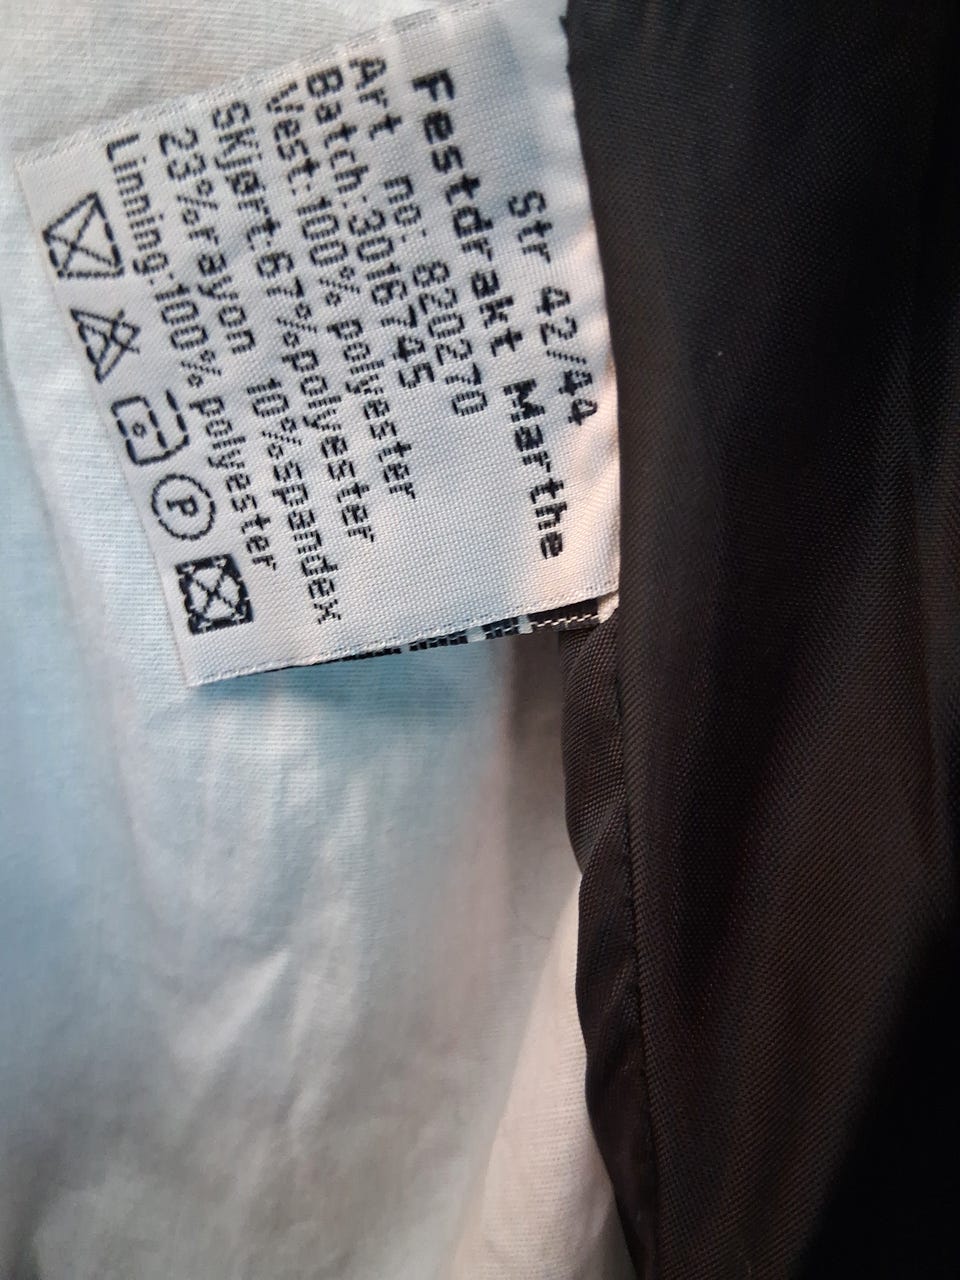 Str 42/44
Festdrakt Marthe
Art no: 820270
Batch:3016745
Vest:100% polyester
Skjørt:67%polyester
23%rayon 10%spandex
Linning:100% polyester
P